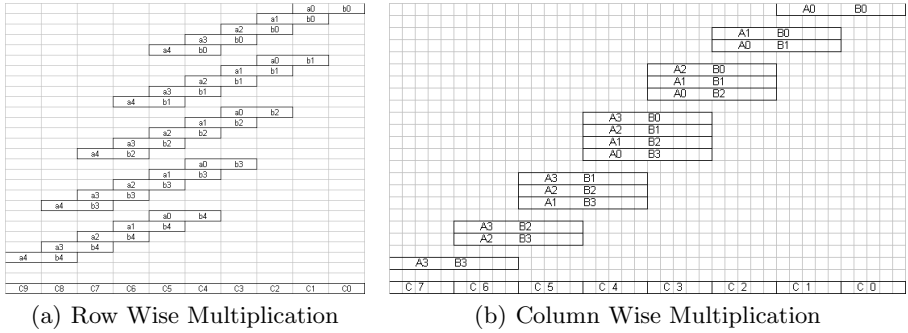 a0 b0
a1 b0
a2 b0
a3 b0
a4 b0
a0 b1
a1 b1
a2 b1
a3 b1
a4 b1
a0 b2
a1 b2
a2 b2
a3 b2
a4 b2
a0 b3
a1 b3
a2 b3
a3 b3
a4 b3
a0 b4
a1 b4
a2 b4
a3 b4
a4 b4
C9 C8 C7 C6 C5 C4 C3 C2 C1 C0
(a) Row Wise Multiplication
A0 B0
A1 B0
A0 B1
A2 B0
A1 B1
A0 B2
A3 B0
A2 B1
A1 B2
A0 B3
A3 B1
A2 B2
A1 B3
A3 B2
A2 B3
A3 B3
C 7 C 6 C 5 C 4 C 3 C 2 C 1 C 0
(b) Column Wise Multiplication